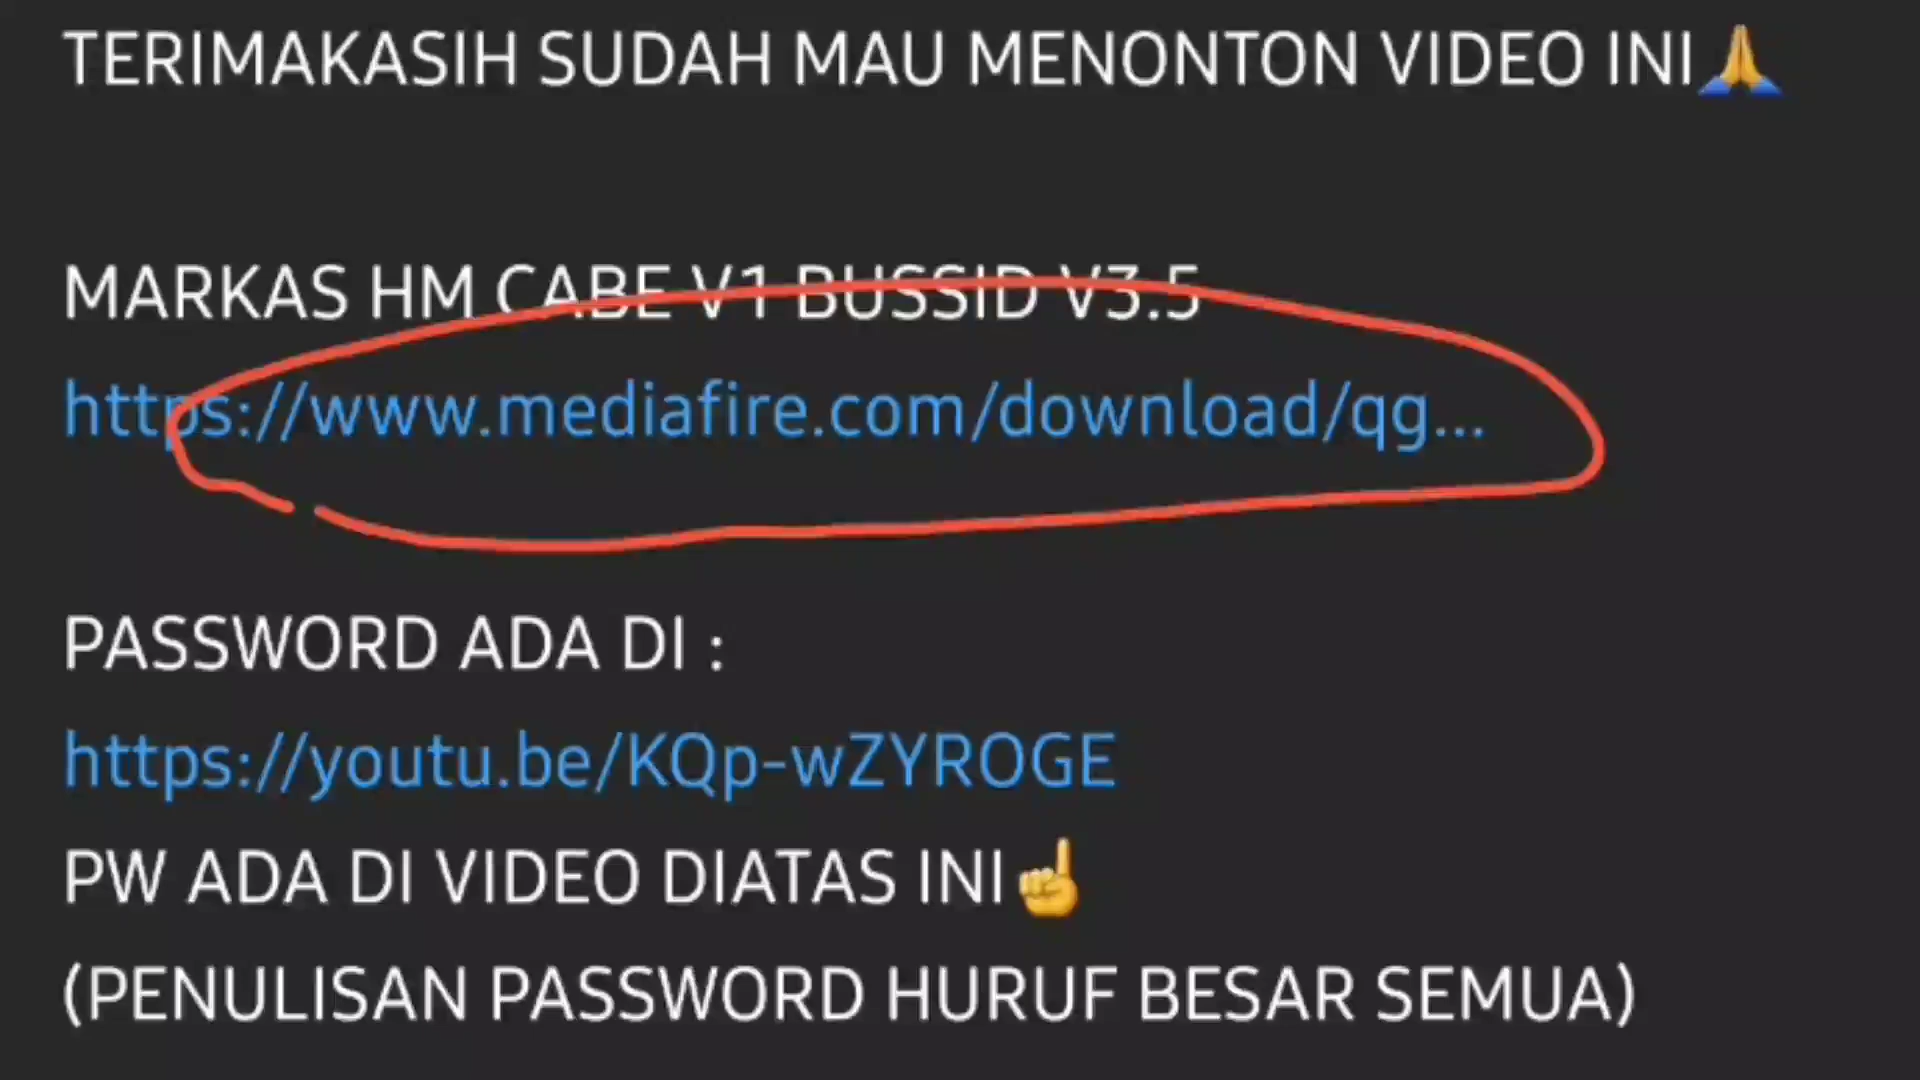 TERIMAKASIH SUDAH MAU MENONTON VIDEO INI🙏
MARKAS HM CABE V1 BUSSID V3.5
https://www.mediafire.com/download/qg...
PASSWORD ADA DI :
https://youtu.be/KQp-wZYROGE
PW ADA DI VIDEO DIATAS INI☝️
(PENULISAN PASSWORD HURUF BESAR SEMUA)